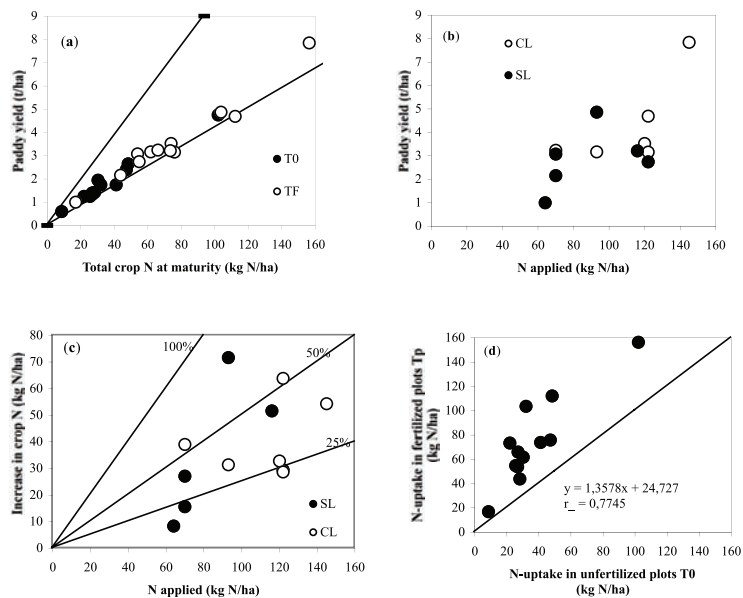 (a)
Paddy yield (t/ha)
9
8
7
6
5
4
3
2
1
0
T0
TF
0 20 40 60 80 100 120 140 160
Total crop N at maturity (kg N/ha)
(b)
CL
SL
Paddy yield (t/ha)
9
8
7
6
5
4
3
2
1
0
0 20 40 60 80 100 120 140 160
N applied (kg N/ha)
(c)
100%
50%
25%
Increase in crop N (kg N/ha)
80
70
60
50
40
30
20
10
0
SL
CL
0 20 40 60 80 100 120 140 160
N applied (kg N/ha)
(d)
N-uptake in fertilized plots Tp
(kg N/ha)
160
140
120
100
80
60
40
20
0
y = 1,3578x + 24,727
r_ = 0,7745
0 20 40 60 80 100 120 140 160
N-uptake in unfertilized plots T0
(kg N/ha)